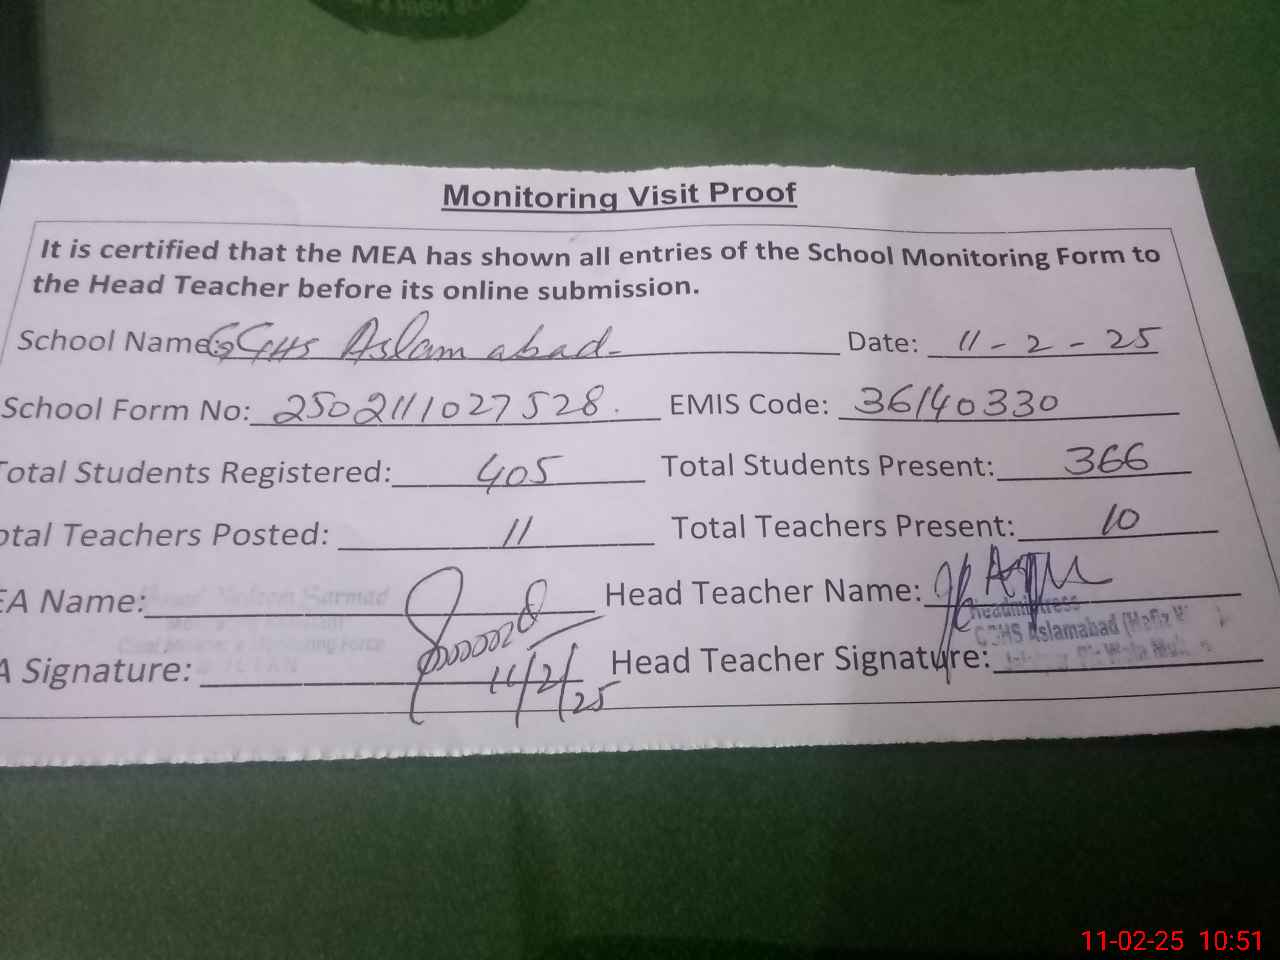 Monitoring Visit Proof
It is certified that the MEA has shown all entries of the School Monitoring Form to
the Head Teacher before its online submission.
School Name: GGHS Aslam abad Date: 11-2-25
School Form No: 2502111027528. EMIS Code: 36140330
Total Students Registered: 405 Total Students Present: 366
otal Teachers Posted: 11 Total Teachers Present: 10
EA Name: Sarmad Head Teacher Name:
Headmistress
GGHS Aslamabad (Hafiz W
A Signature: 11/2/25 Head Teacher Signature:
11-02-25 10:51